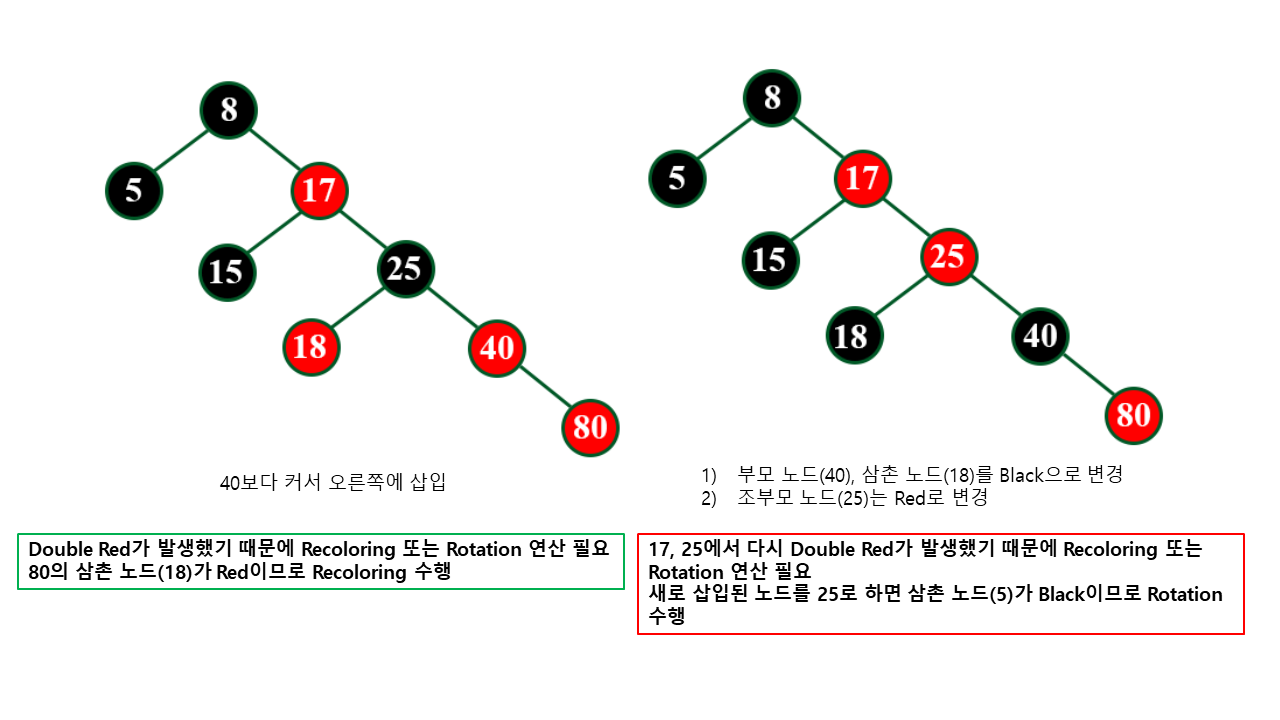 8
5
17
15
25
18
40
80
40보다 커서 오른쪽에 삽입
Double Red가 발생했기 때문에 Recoloring 또는 Rotation 연산 필요
80의 삼촌 노드(18)가 Red이므로 Recoloring 수행
8
5
17
15
25
18
40
80
1) 부모 노드(40), 삼촌 노드(18)를 Black으로 변경
2) 조부모 노드(25)는 Red로 변경
17, 25에서 다시 Double Red가 발생했기 때문에 Recoloring 또는
Rotation 연산 필요
새로 삽입된 노드를 25로 하면 삼촌 노드(5)가 Black이므로 Rotation
수행